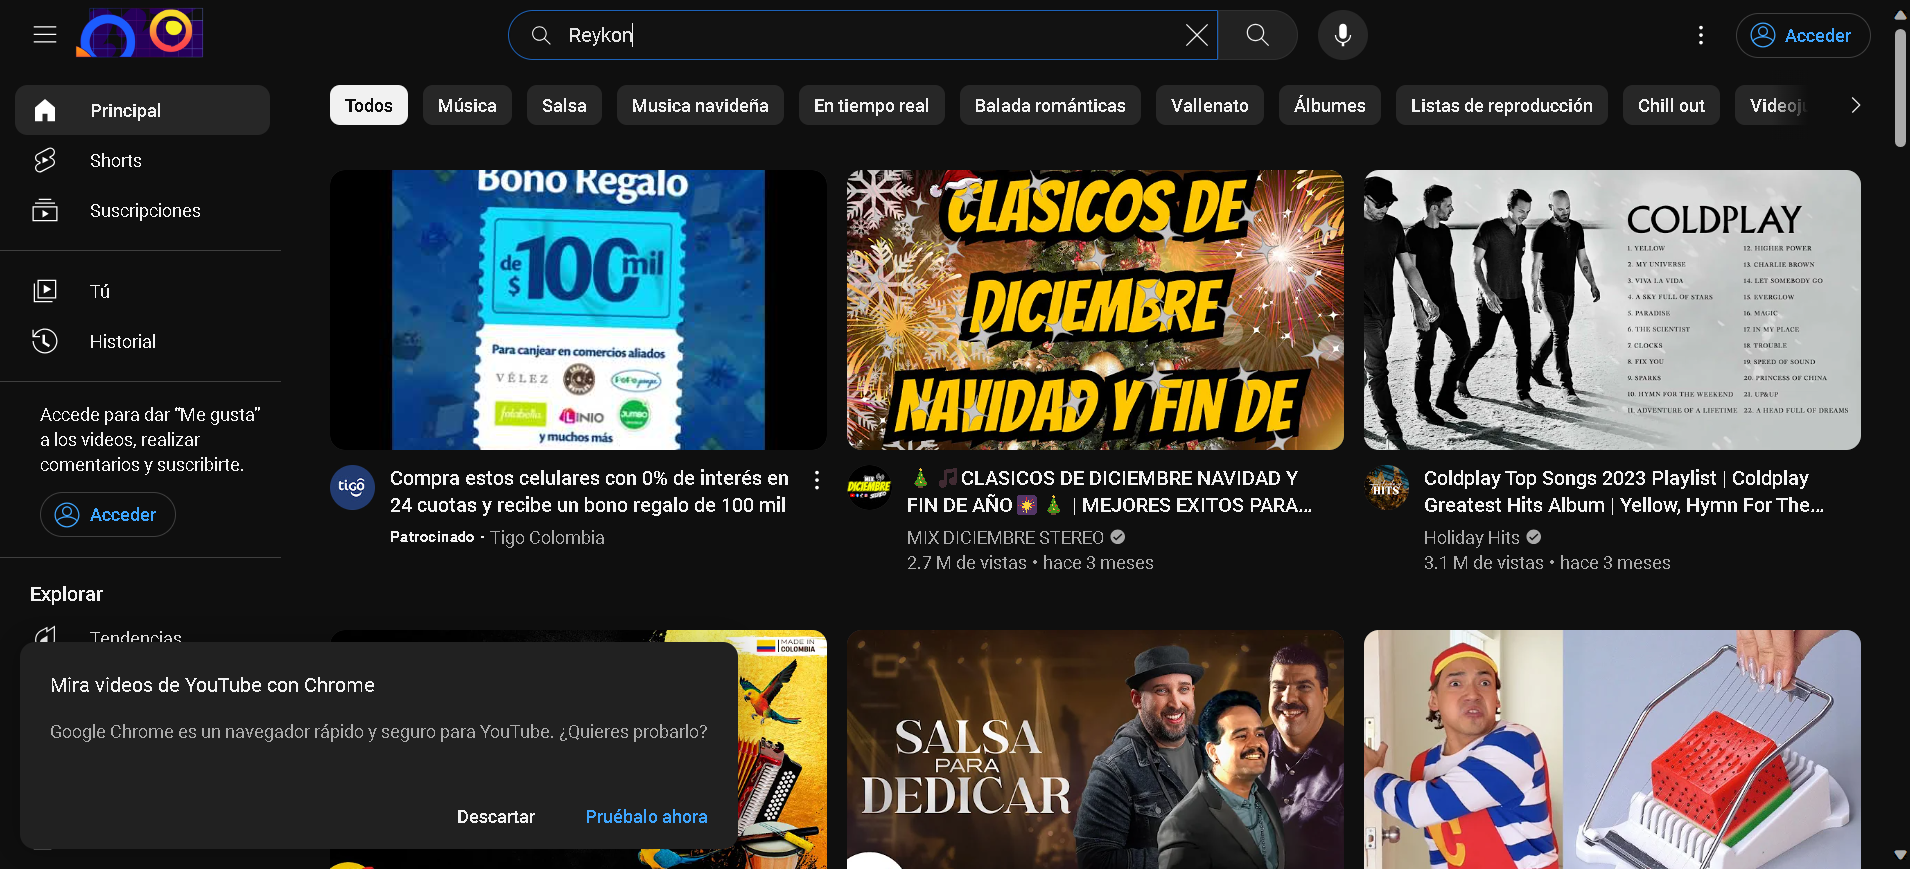 Reykon
Acceder
Principal
Shorts
Suscripciones
Tú
Historial
Accede para dar “Me gusta”
a los videos, realizar
comentarios y suscribirte.
Acceder
Explorar
Tendencias
Todos
Música
Salsa
Musica navideña
En tiempo real
Balada románticas
Vallenato
Álbumes
Listas de reproducción
Chill out
Bono Regalo
de $100 mil
Para canjear en comercios aliados
VÉLEZ
falabella
LINIO
JUMBO
y muchos más
tigo
Compra estos celulares con 0% de interés en
24 cuotas y recibe un bono regalo de 100 mil
Patrocinado · Tigo Colombia
CLASICOS DE
DICIEMBRE
NAVIDAD Y FIN DE
MIX
DICIEMBRE
STEREO
🎄 🎵CLASICOS DE DICIEMBRE NAVIDAD Y
FIN DE AÑO🎇🎄 | MEJORES EXITOS PARA...
MIX DICIEMBRE STEREO
2.7 M de vistas • hace 3 meses
COLDPLAY
1. YELLOW
2. MY UNIVERSE
3. VIVA LA VIDA
4. A SKY FULL OF STARS
5. PARADISE
6. THE SCIENTIST
7. CLOCKS
8. FIX YOU
9. SPARKS
10. HYMN FOR THE WEEKEND
11. ADVENTURE OF A LIFETIME
12. HIGHER POWER
13. CHARLIE BROWN
14. LET SOMEBODY GO
15. EVERGLOW
16. MAGIC
17. IN MY PLACE
18. TROUBLE
19. SPEED OF SOUND
20. PRINCESS OF CHINA
21. UP&UP
22. A HEAD FULL OF DREAMS
HITS
Coldplay Top Songs 2023 Playlist | Coldplay
Greatest Hits Album | Yellow, Hymn For The...
Holiday Hits
3.1 M de vistas • hace 3 meses
MADE IN
COLOMBIA
SALSA
PARA
DEDICAR
C
Mira videos de YouTube con Chrome
Google Chrome es un navegador rápido y seguro para YouTube. ¿Quieres probarlo?
Descartar
Pruébalo ahora